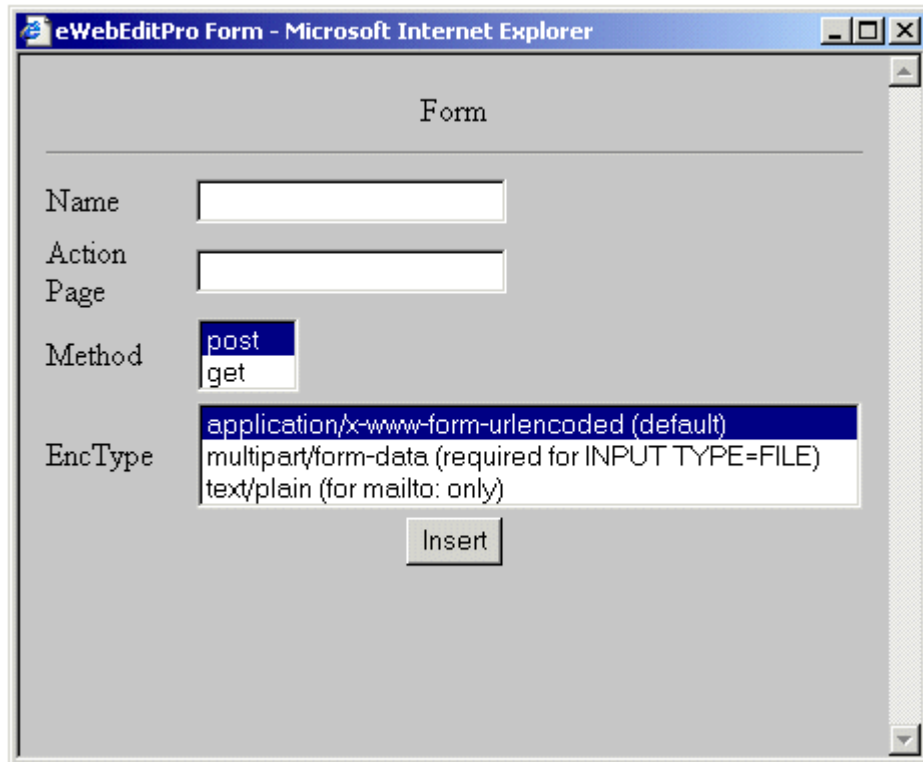 eWebEditPro Form - Microsoft Internet Explorer
Form
Name
Action
Page
Method
post
get
EncType
application/x-www-form-urlencoded (default)
multipart/form-data (required for INPUT TYPE=FILE)
text/plain (for mailto: only)
Insert